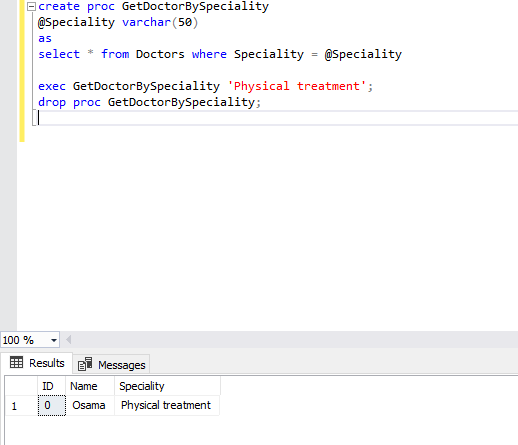 create proc GetDoctorBySpeciality
@Speciality varchar(50)
as
select * from Doctors where Speciality = @Speciality
exec GetDoctorBySpeciality 'Physical treatment';
drop proc GetDoctorBySpeciality;
100 %
Results Messages
ID Name Speciality
1 0 Osama Physical treatment